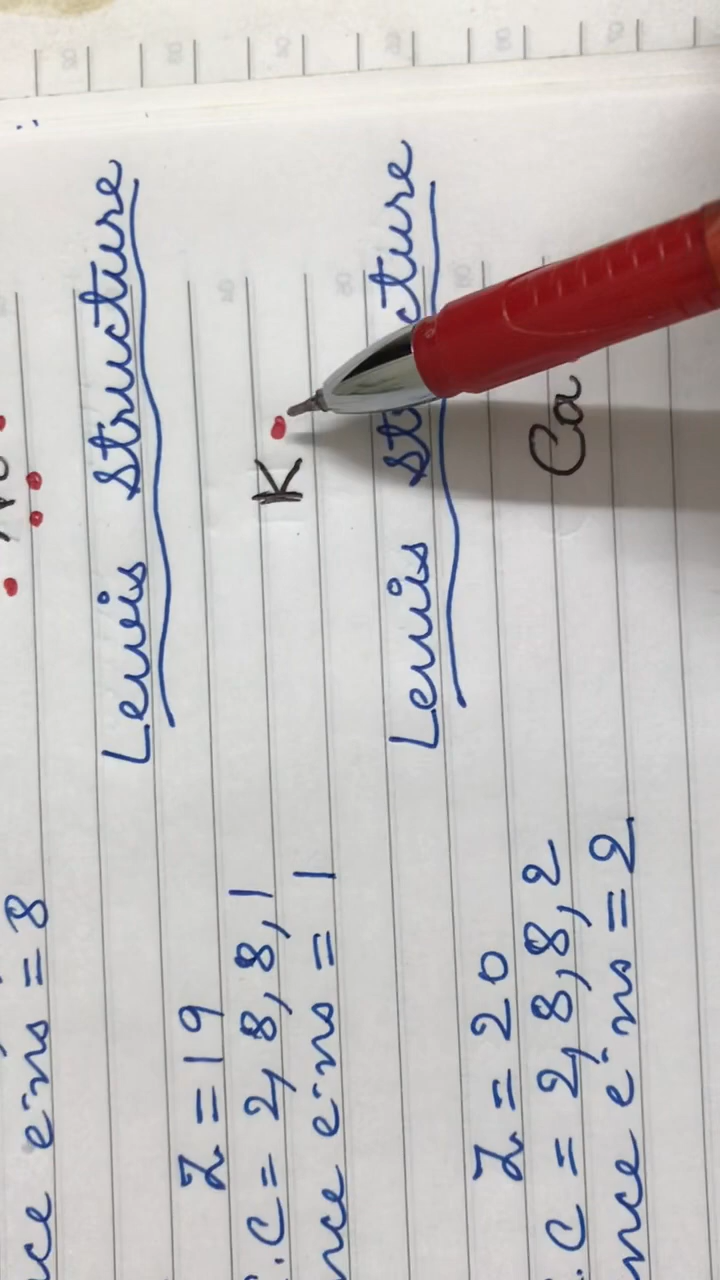 nce e⁻ns = 8
Lewis Structure
Z = 19
.C = 2, 8, 8, 1
K
nce e⁻ns = 1
Lewis Structure
Z = 20
.C = 2, 8, 8, 2
Ca
nce e⁻ns = 2